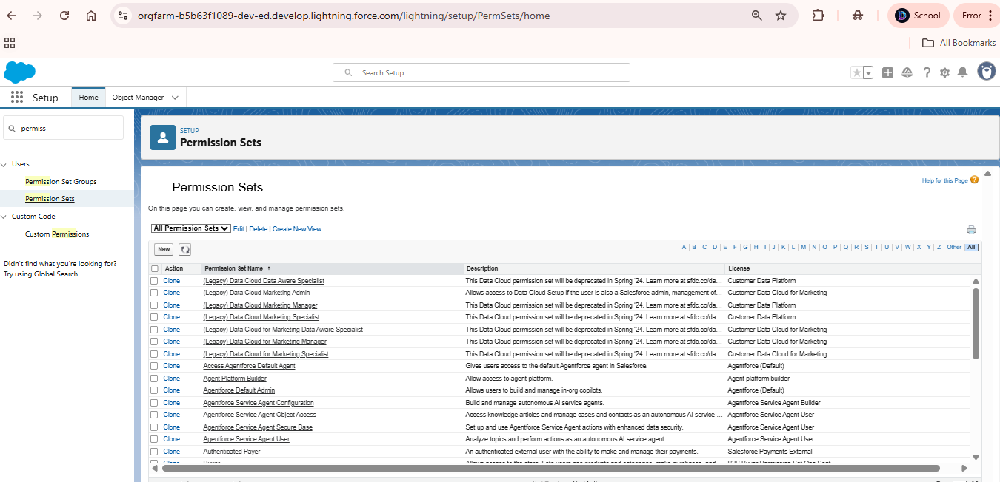 orgfarm-b5b63f1089-dev-ed.develop.lightning.force.com/lightning/setup/PermSets/home
School
Error
All Bookmarks
Search Setup
Setup
Home
Object Manager
permiss
Users
Permission Set Groups
Permission Sets
Custom Code
Custom Permissions
Didn't find what you're looking for?
Try using Global Search.
SETUP
Permission Sets
Permission Sets
Help for this Page
On this page you can create, view, and manage permission sets.
All Permission Sets Edit | Delete | Create New View
New
A | B | C | D | E | F | G | H | I | J | K | L | M | N | O | P | Q | R | S | T | U | V | W | X | Y | Z | Other All
Action Permission Set Name Description License
Clone (Legacy) Data Cloud Data Aware Specialist This Data Cloud permission set will be deprecated in Spring '24. Learn more at sfdc.co/da... Customer Data Platform
Clone (Legacy) Data Cloud Marketing Admin Allows access to Data Cloud Setup if the user is also a Salesforce admin, management of... Customer Data Cloud for Marketing
Clone (Legacy) Data Cloud Marketing Manager This Data Cloud permission set will be deprecated in Spring '24. Learn more at sfdc.co/da... Customer Data Platform
Clone (Legacy) Data Cloud Marketing Specialist This Data Cloud permission set will be deprecated in Spring '24. Learn more at sfdc.co/da... Customer Data Platform
Clone (Legacy) Data Cloud for Marketing Data Aware Specialist This Data Cloud permission set will be deprecated in Spring '24. Learn more at sfdc.co/da... Customer Data Cloud for Marketing
Clone (Legacy) Data Cloud for Marketing Manager This Data Cloud permission set will be deprecated in Spring '24. Learn more at sfdc.co/da... Customer Data Cloud for Marketing
Clone (Legacy) Data Cloud for Marketing Specialist This Data Cloud permission set will be deprecated in Spring '24. Learn more at sfdc.co/da... Customer Data Cloud for Marketing
Clone Access Agentforce Default Agent Gives users access to the default Agentforce agent in Salesforce. Agentforce (Default)
Clone Agent Platform Builder Allow access to agent platform. Agent platform builder
Clone Agentforce Default Admin Allows users to build and manage in-org copilots. Agentforce (Default)
Clone Agentforce Service Agent Configuration Build and manage autonomous AI service agents. Agentforce Service Agent Builder
Clone Agentforce Service Agent Object Access Access knowledge articles and manage cases and contacts as an autonomous AI service ... Agentforce Service Agent User
Clone Agentforce Service Agent Secure Base Set up and use Agentforce Service Agent actions with enhanced data security. Agentforce Service Agent User
Clone Agentforce Service Agent User Analyze topics and perform actions as an autonomous AI service agent. Agentforce Service Agent User
Clone Authenticated Payer An authenticated external user with the ability to make and manage their payments. Salesforce Payments External